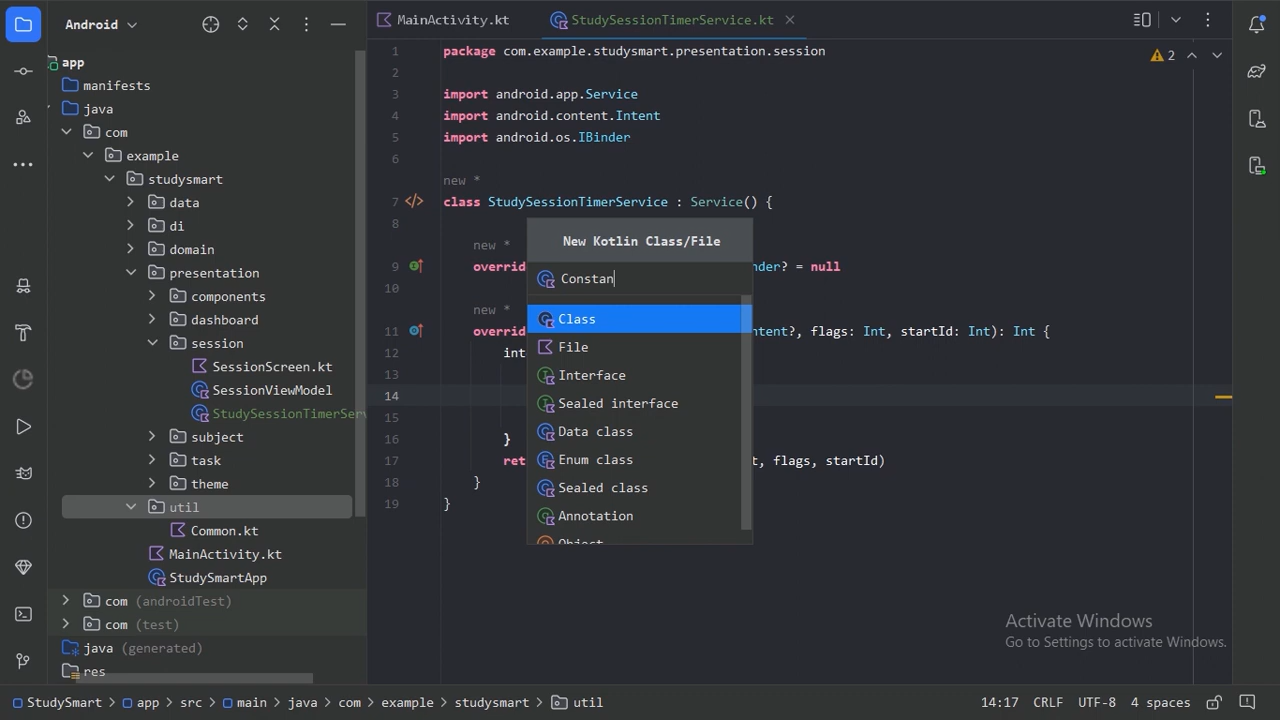 Android
MainActivity.kt
StudySessionTimerService.kt
app
manifests
java
com
example
studysmart
data
di
domain
presentation
components
dashboard
session
SessionScreen.kt
SessionViewModel
StudySessionTimerServ
subject
task
theme
util
Common.kt
MainActivity.kt
StudySmartApp
com (androidTest)
com (test)
java (generated)
res
2
1 package com.example.studysmart.presentation.session
2
3 import android.app.Service
4 import android.content.Intent
5 import android.os.IBinder
6
new *
7 class StudySessionTimerService : Service() {
8
new *
9 override nder? = null
10
new *
11 override ntent?, flags: Int, startId: Int): Int {
12 int
13
14
15
16 }
17 ret t, flags, startId)
18 }
19 }
New Kotlin Class/File
Constan
Class
File
Interface
Sealed interface
Data class
Enum class
Sealed class
Annotation
Object
Activate Windows
Go to Settings to activate Windows.
StudySmart > app > src > main > java > com > example > studysmart > util
14:17 CRLF UTF-8 4 spaces